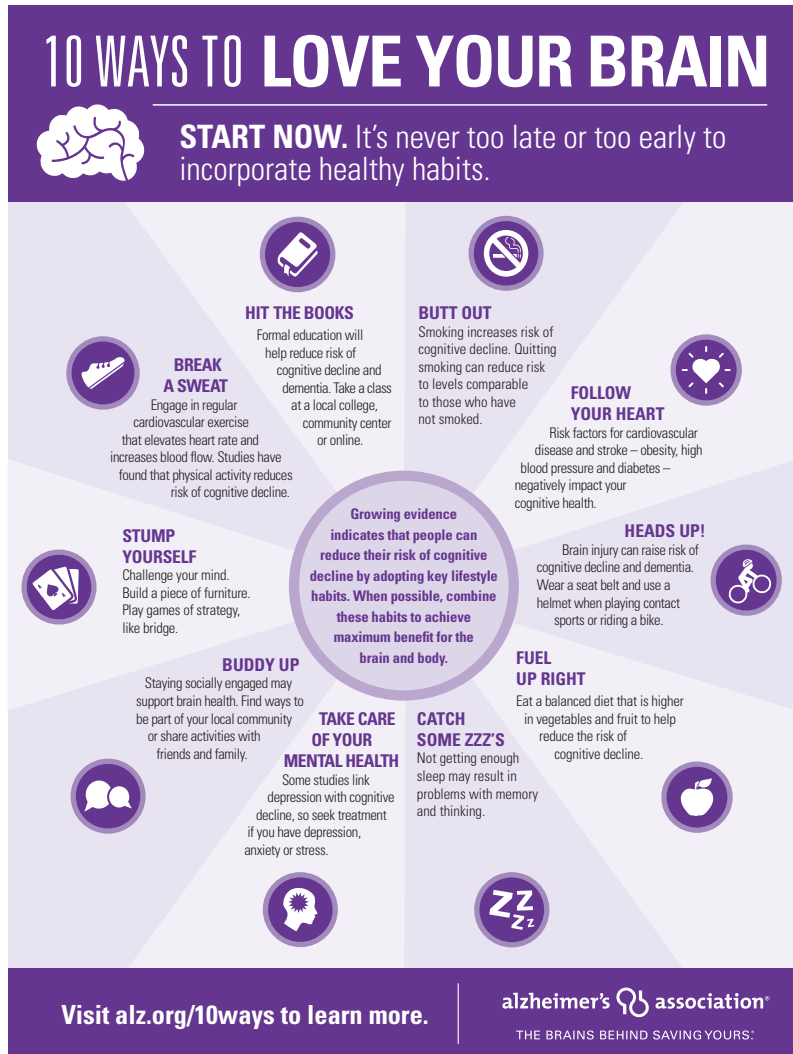 10 WAYS TO LOVE YOUR BRAIN
START NOW. It's never too late or too early to
incorporate healthy habits.
HIT THE BOOKS
Formal education will
help reduce risk of
cognitive decline and
dementia. Take a class
at a local college,
community center
or online.
BUTT OUT
Smoking increases risk of
cognitive decline. Quitting
smoking can reduce risk
to levels comparable
to those who have
not smoked.
BREAK
A SWEAT
Engage in regular
cardiovascular exercise
that elevates heart rate and
increases blood flow. Studies have
found that physical activity reduces
risk of cognitive decline.
FOLLOW
YOUR HEART
Risk factors for cardiovascular
disease and stroke – obesity, high
blood pressure and diabetes –
negatively impact your
cognitive health.
Growing evidence
indicates that people can
reduce their risk of cognitive
decline by adopting key lifestyle
habits. When possible, combine
these habits to achieve
maximum benefit for the
brain and body.
STUMP
YOURSELF
Challenge your mind.
Build a piece of furniture.
Play games of strategy,
like bridge.
HEADS UP!
Brain injury can raise risk of
cognitive decline and dementia.
Wear a seat belt and use a
helmet when playing contact
sports or riding a bike.
BUDDY UP
Staying socially engaged may
support brain health. Find ways to
be part of your local community
or share activities with
friends and family.
FUEL
UP RIGHT
Eat a balanced diet that is higher
in vegetables and fruit to help
reduce the risk of
cognitive decline.
TAKE CARE
OF YOUR
MENTAL HEALTH
Some studies link
depression with cognitive
decline, so seek treatment
if you have depression,
anxiety or stress.
CATCH
SOME ZZZ'S
Not getting enough
sleep may result in
problems with memory
and thinking.
ZZ
ZZ
Visit alz.org/10ways to learn more.
alzheimer's association®
THE BRAINS BEHIND SAVING YOURS.®